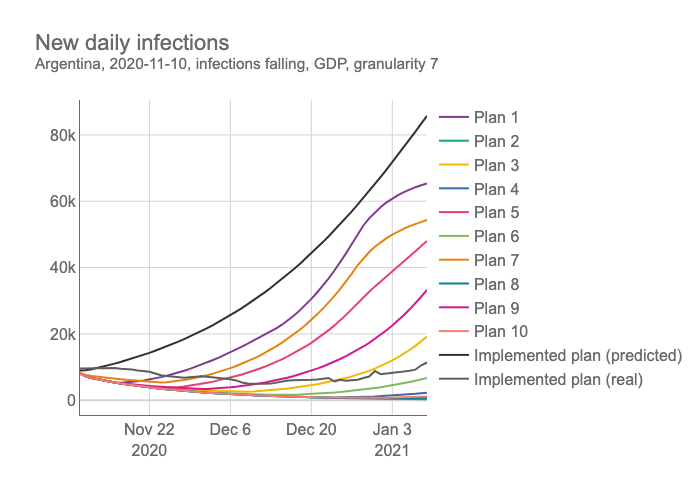 New daily infections
Argentina, 2020-11-10, infections falling, GDP, granularity 7
80k
60k
40k
20k
0
Nov 22
2020
Dec 6
Dec 20
Jan 3
2021
Plan 1
Plan 2
Plan 3
Plan 4
Plan 5
Plan 6
Plan 7
Plan 8
Plan 9
Plan 10
Implemented plan (predicted)
Implemented plan (real)